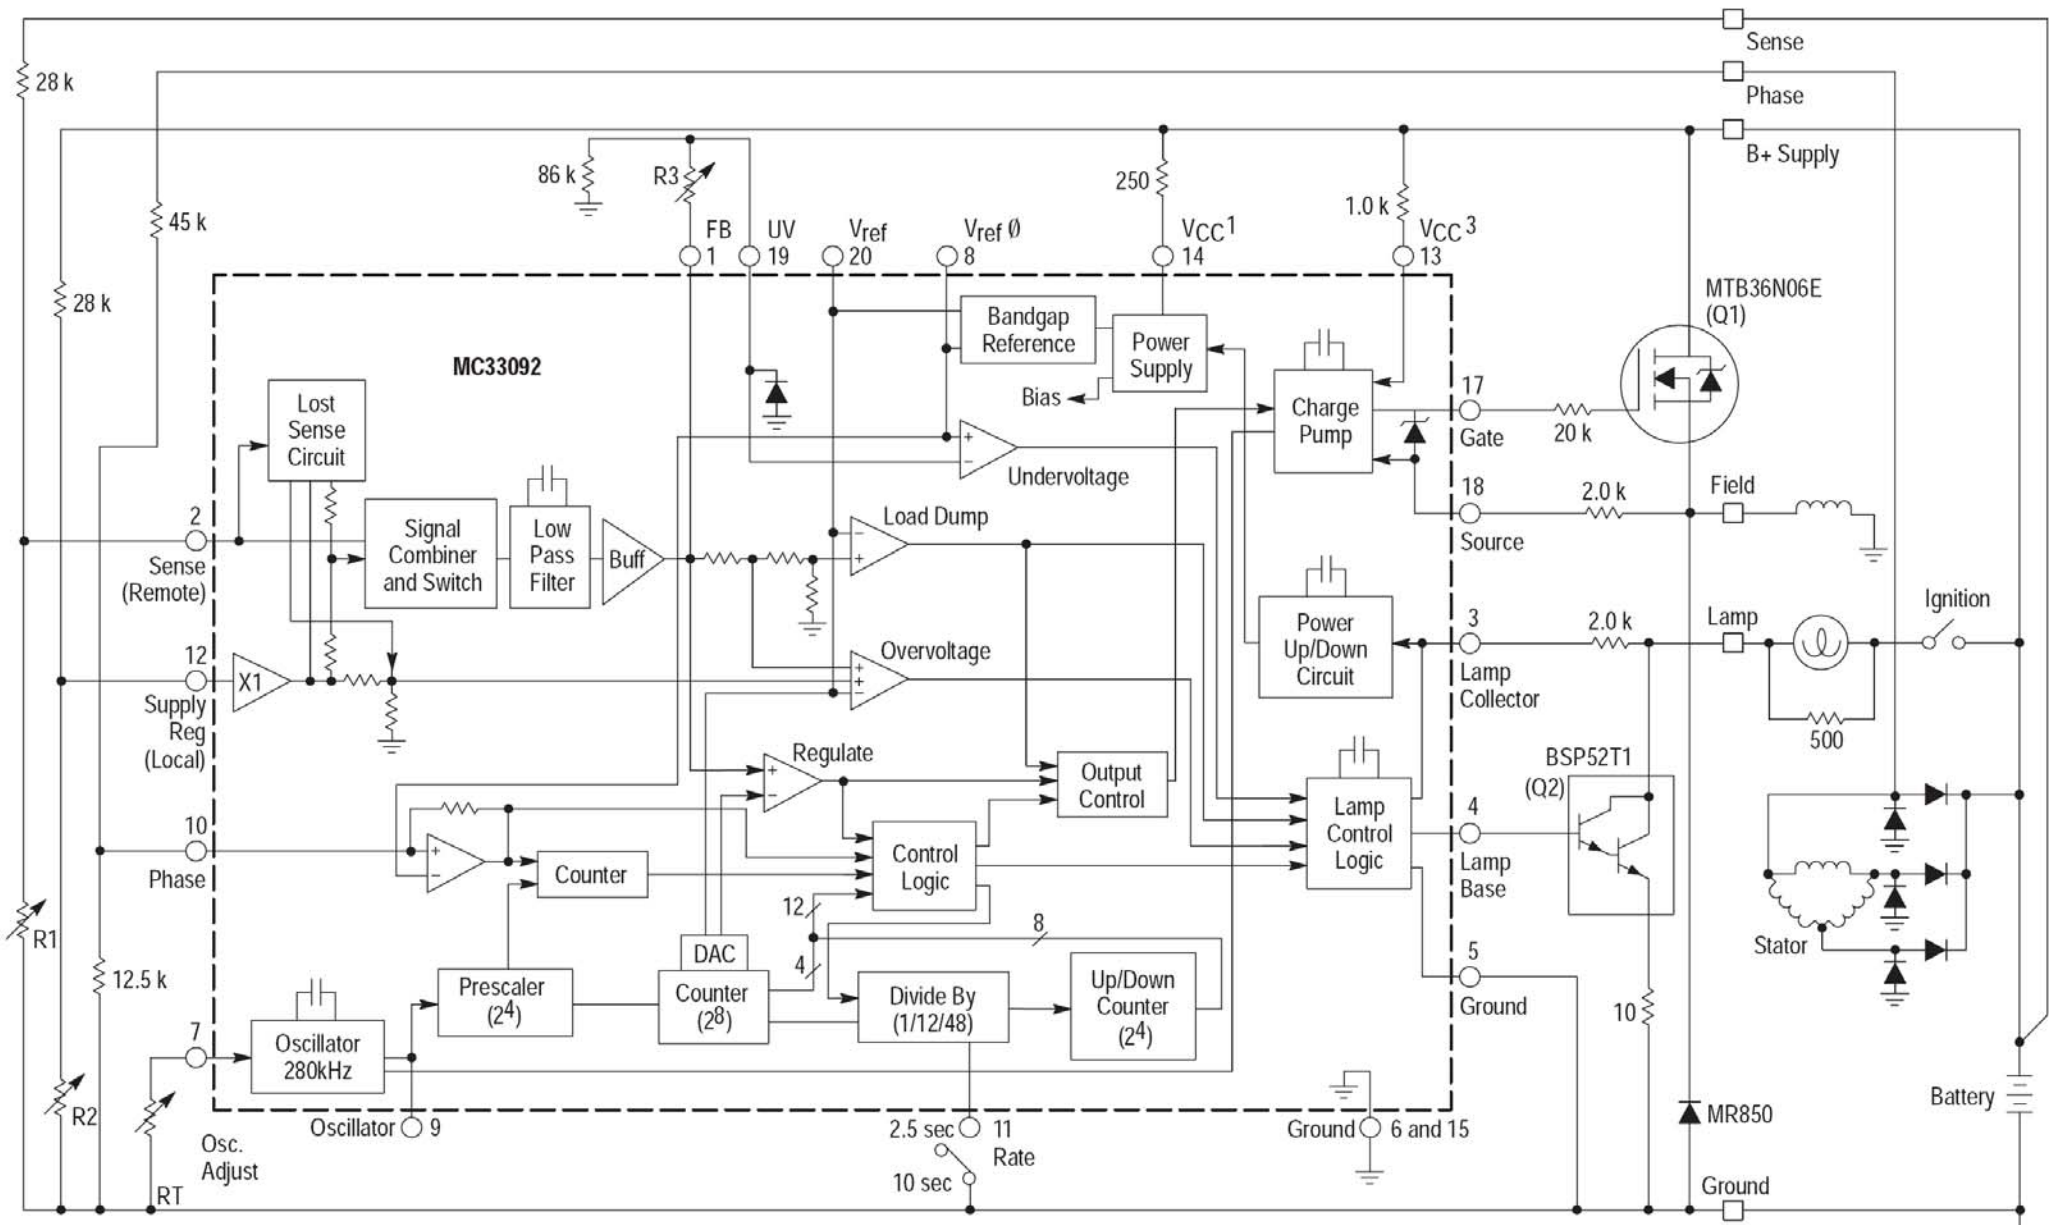 Sense
28 k
Phase
B+ Supply
86 k
R3
250
1.0 k
45 k
FB
1
UV
19
Vref
20
Vref Ø
8
VCC1
14
VCC3
13
28 k
MTB36N06E
(Q1)
Bandgap
Reference
Power
Supply
Bias
MC33092
Lost
Sense
Circuit
Charge
Pump
17
Gate
20 k
+
−
Undervoltage
18
Source
2.0 k
Field
2
Sense
(Remote)
Signal
Combiner
and Switch
Low
Pass
Filter
Buff
Load Dump
−
+
12
Supply
Reg
(Local)
X1
Overvoltage
+
+
−
Power
Up/Down
Circuit
3
Lamp
Collector
2.0 k
Lamp
Ignition
500
Regulate
+
−
Output
Control
BSP52T1
(Q2)
10
Phase
+
−
Counter
Control
Logic
Lamp
Control
Logic
4
Lamp
Base
R1
12.5 k
12
8
4
DAC
Prescaler
(24)
Counter
(28)
Divide By
(1/12/48)
Up/Down
Counter
(24)
5
Ground
10
Stator
7
Oscillator
280kHz
R2
Osc.
Adjust
RT
Oscillator
9
2.5 sec
11
Rate
10 sec
Ground
6 and 15
MR850
Battery
Ground